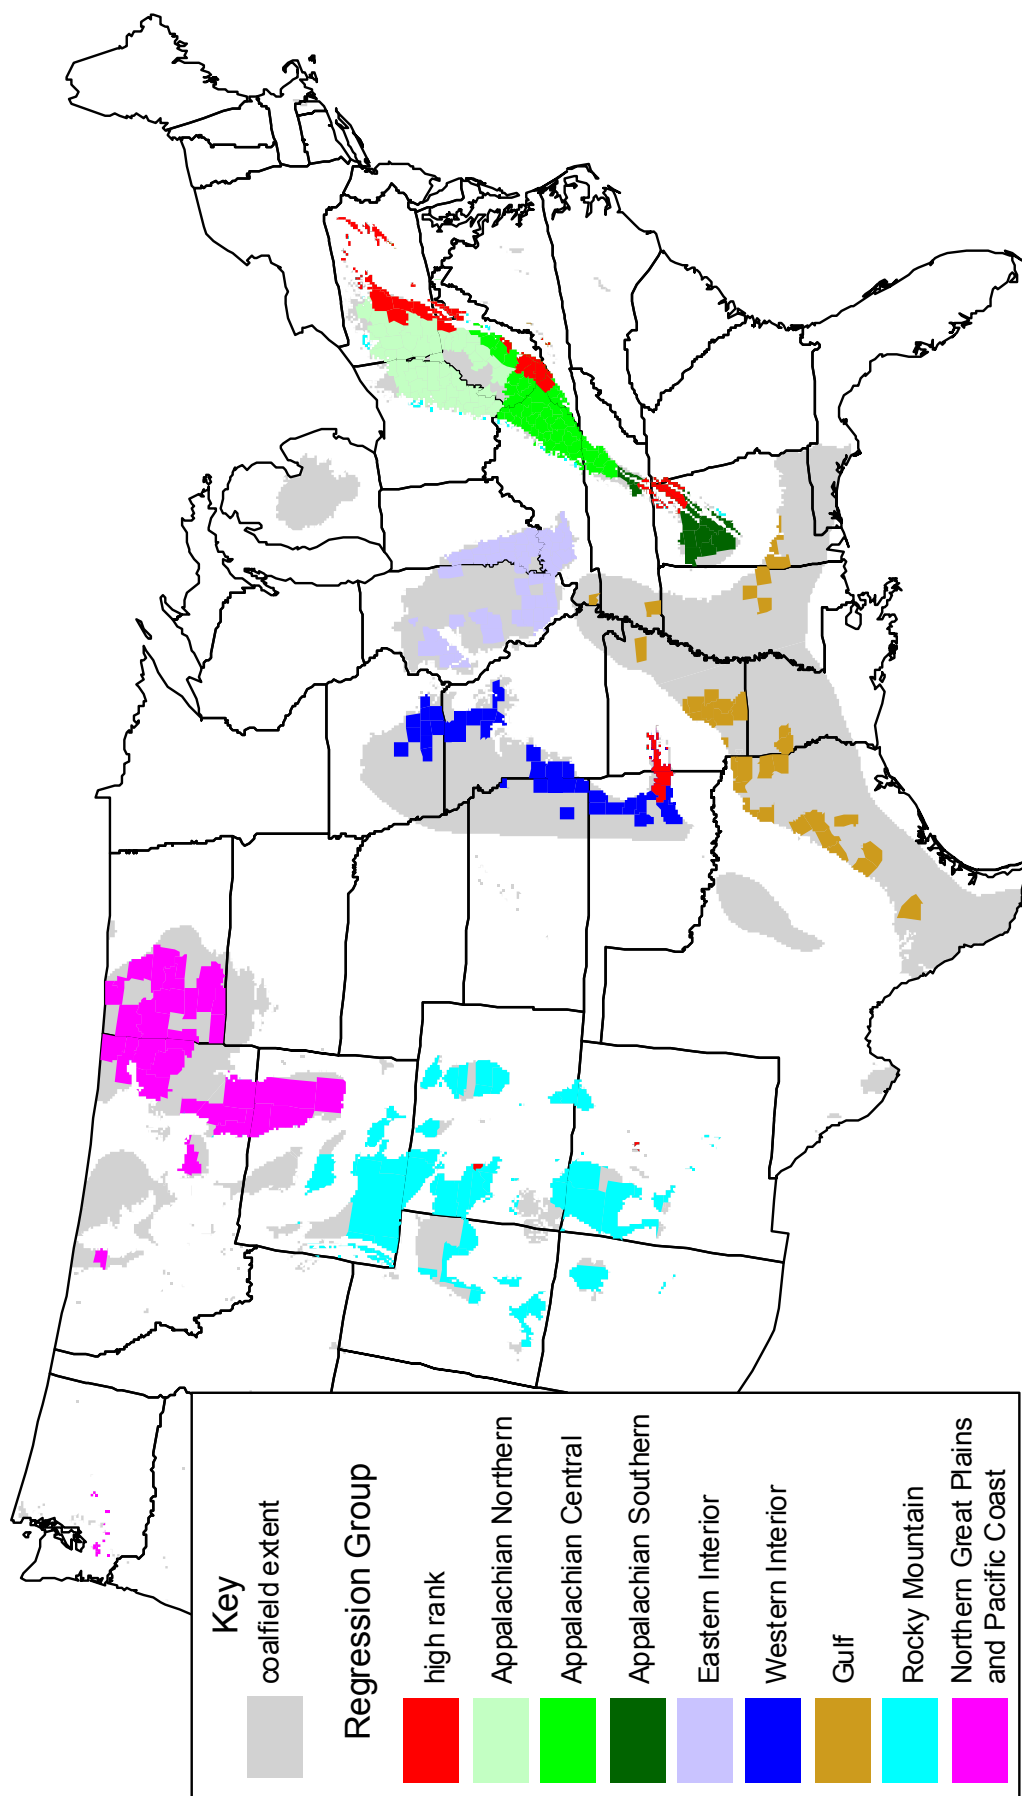 Key
coalfield extent
Regression Group
high rank
Appalachian Northern
Appalachian Central
Appalachian Southern
Eastern Interior
Western Interior
Gulf
Rocky Mountain
Northern Great Plains
and Pacific Coast